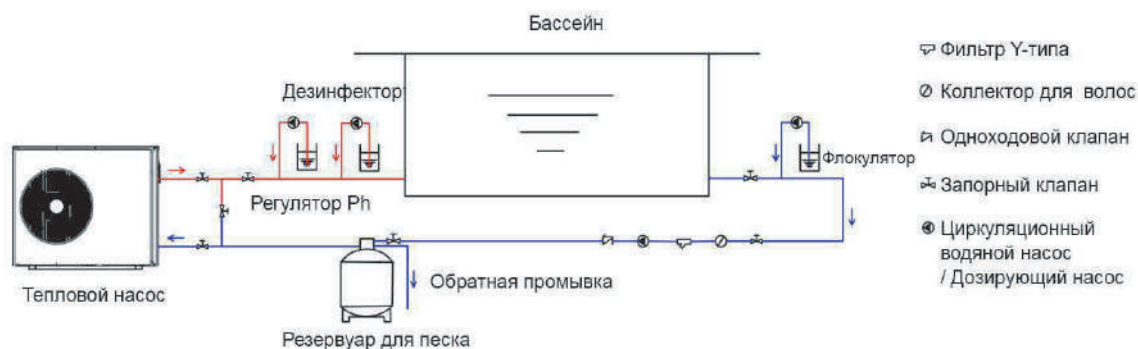 Бассейн
Фильтр Y-типа
Дезинфектор
Коллектор для волос
Одноходовой клапан
Флокулятор
Запорный клапан
Регулятор Ph
Циркуляционный
водяной насос
/ Дозирующий насос
Обратная промывка
Тепловой насос
Резервуар для песка